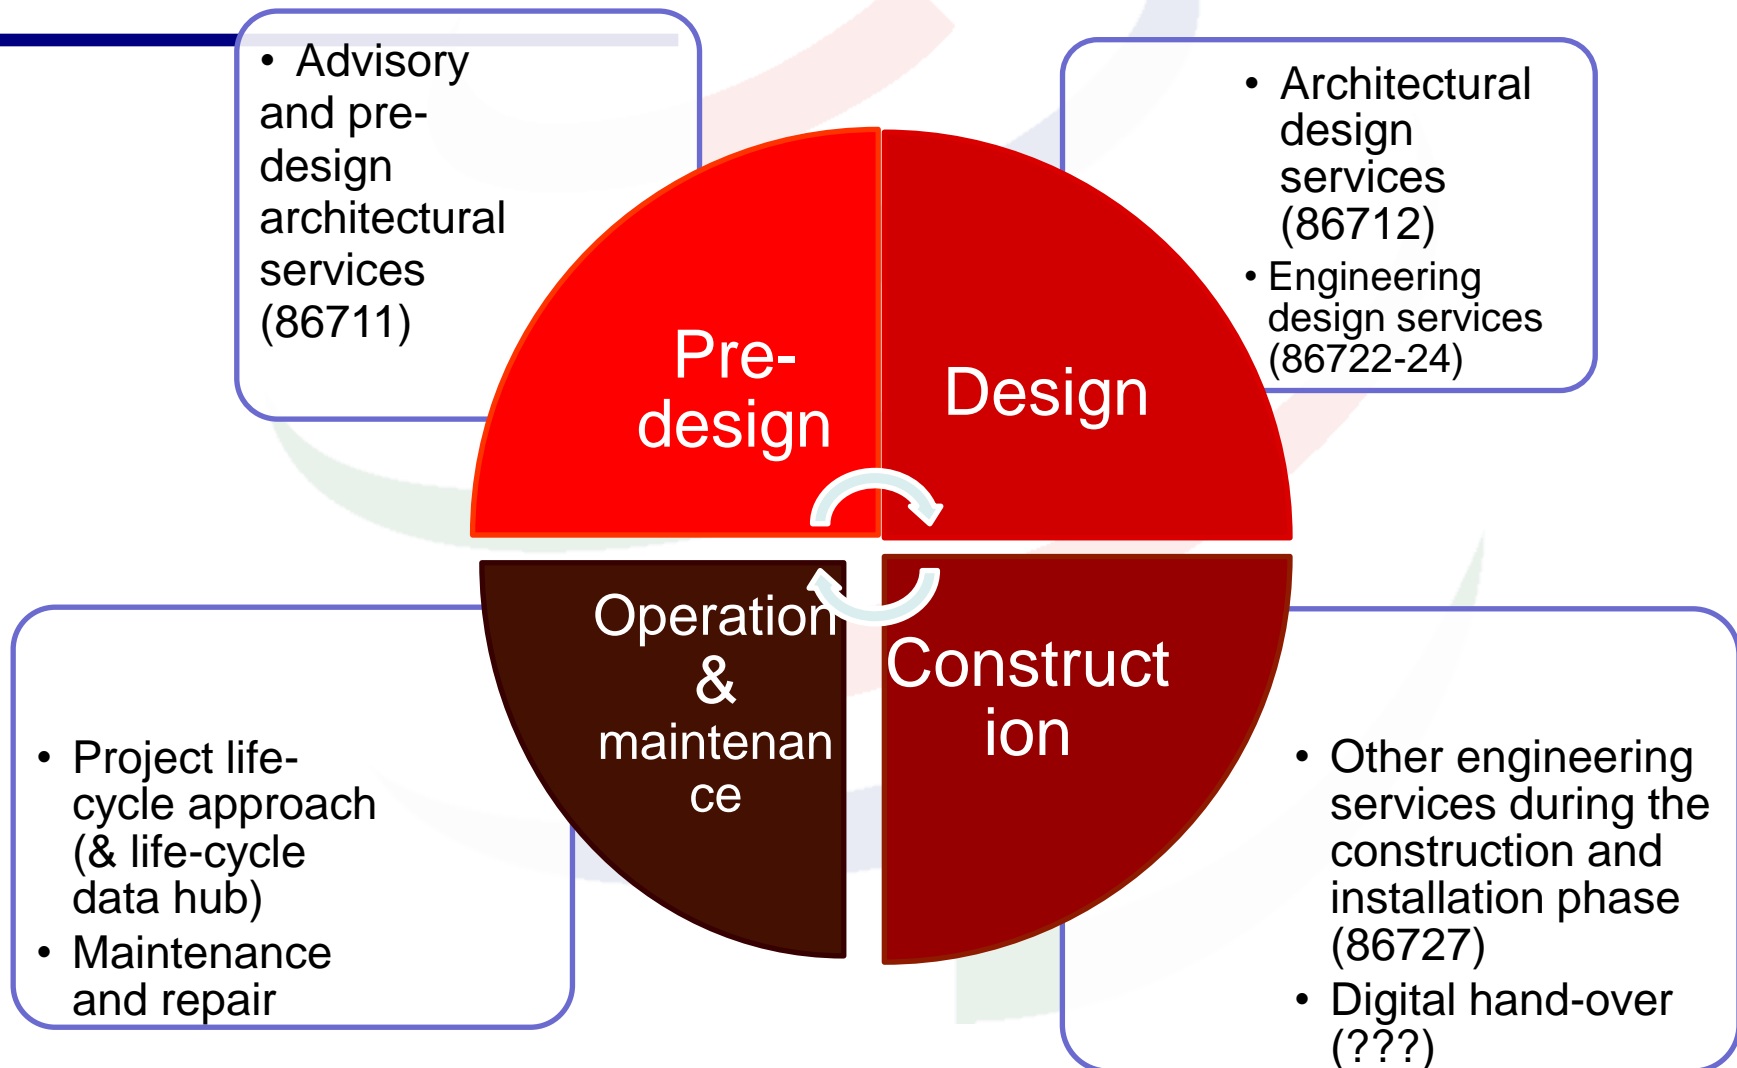 • Advisory
and pre-
design
architectural
services
(86711)
• Architectural
design
services
(86712)
• Engineering
design services
(86722-24)
Pre-
design
Design
Operation
&
maintenan
ce
Construct
ion
• Project life-
cycle approach
(& life-cycle
data hub)
• Maintenance
and repair
• Other engineering
services during the
construction and
installation phase
(86727)
• Digital hand-over
(???)